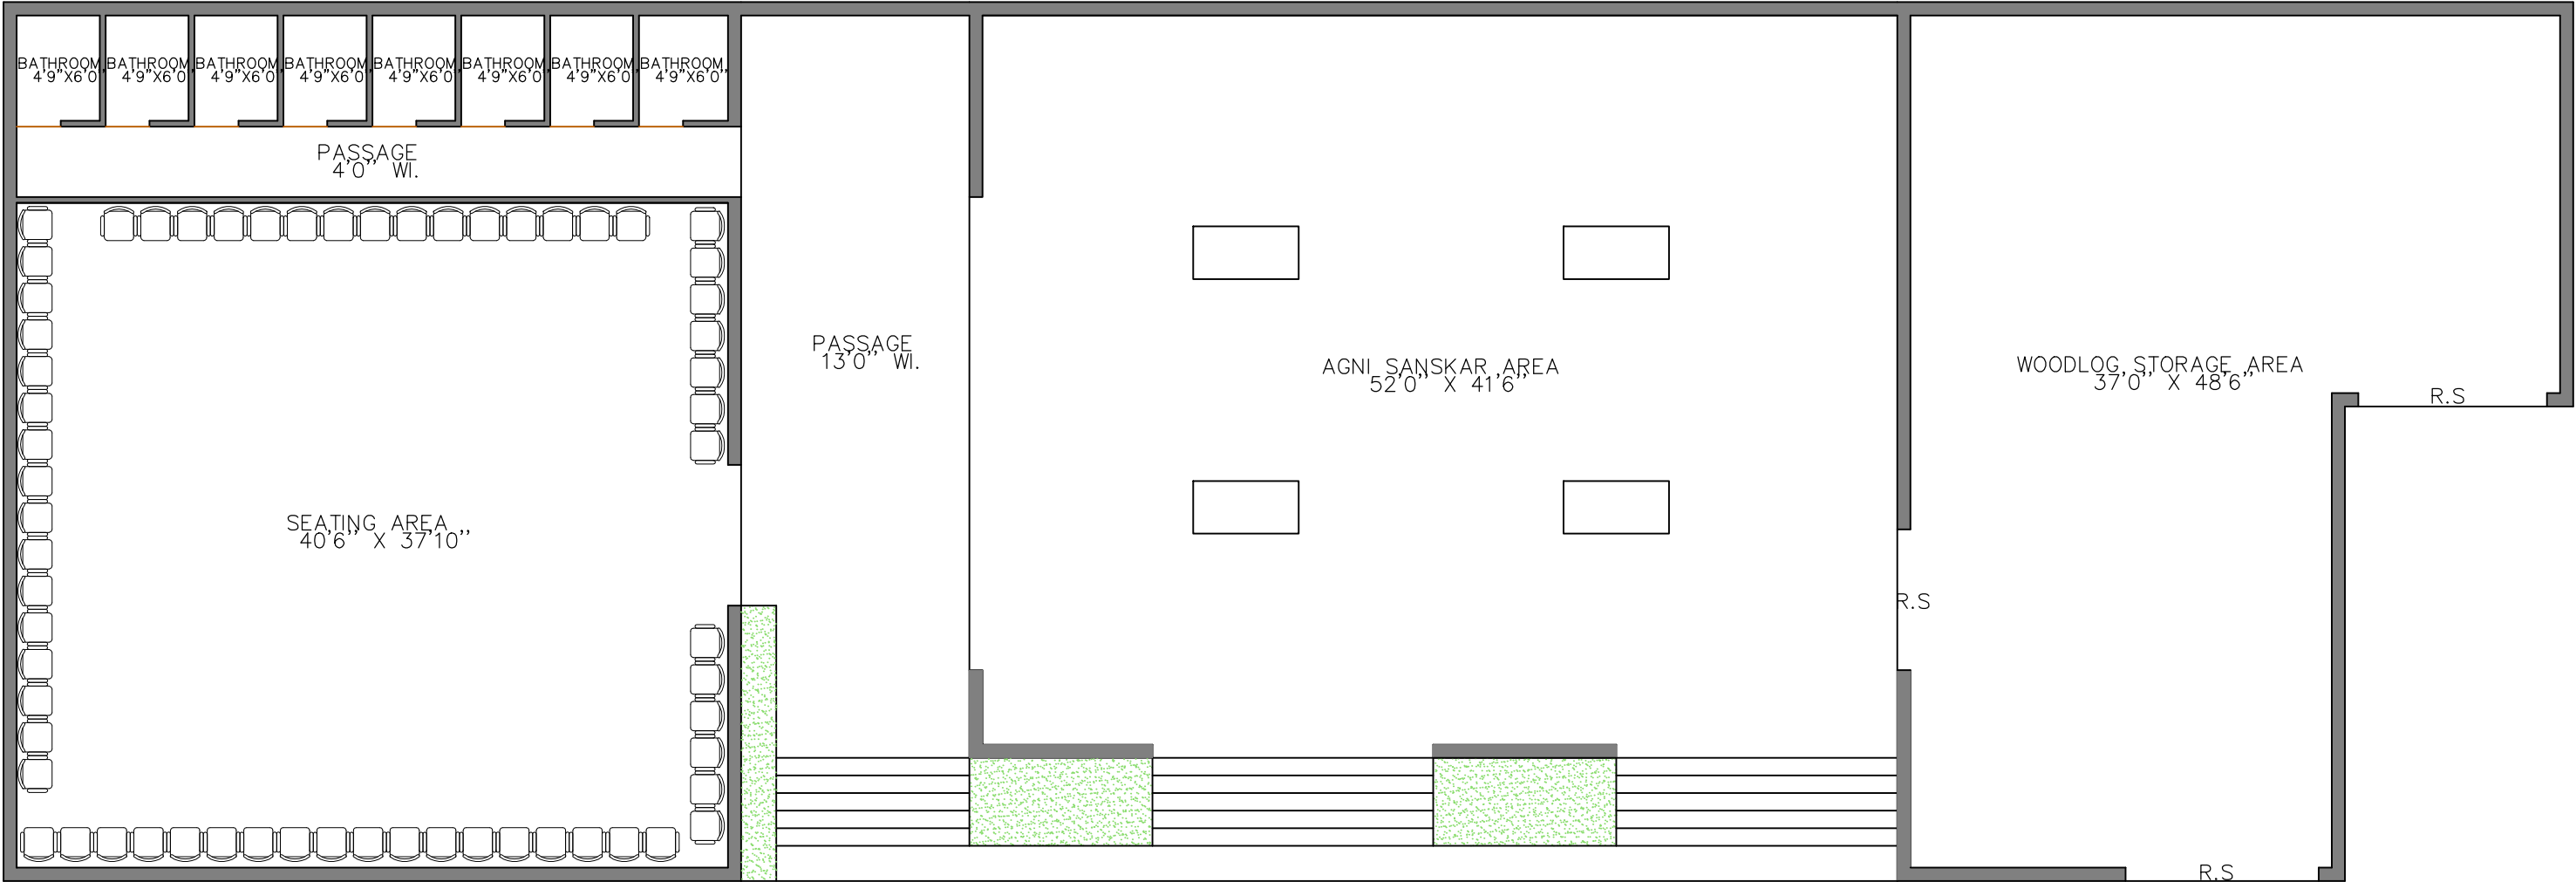 BATHROOM
4'9"X6'0"
BATHROOM
4'9"X6'0"
BATHROOM
4'9"X6'0"
BATHROOM
4'9"X6'0"
BATHROOM
4'9"X6'0"
BATHROOM
4'9"X6'0"
BATHROOM
4'9"X6'0"
BATHROOM
4'9"X6'0"
PASSAGE
4'0" WI.
PASSAGE
13'0" WI.
AGNI SANSKAR AREA
52'0" X 41'6"
WOODLOG STORAGE AREA
37'0" X 48'6"
R.S
SEATING AREA
40'6" X 37'10"
R.S
R.S